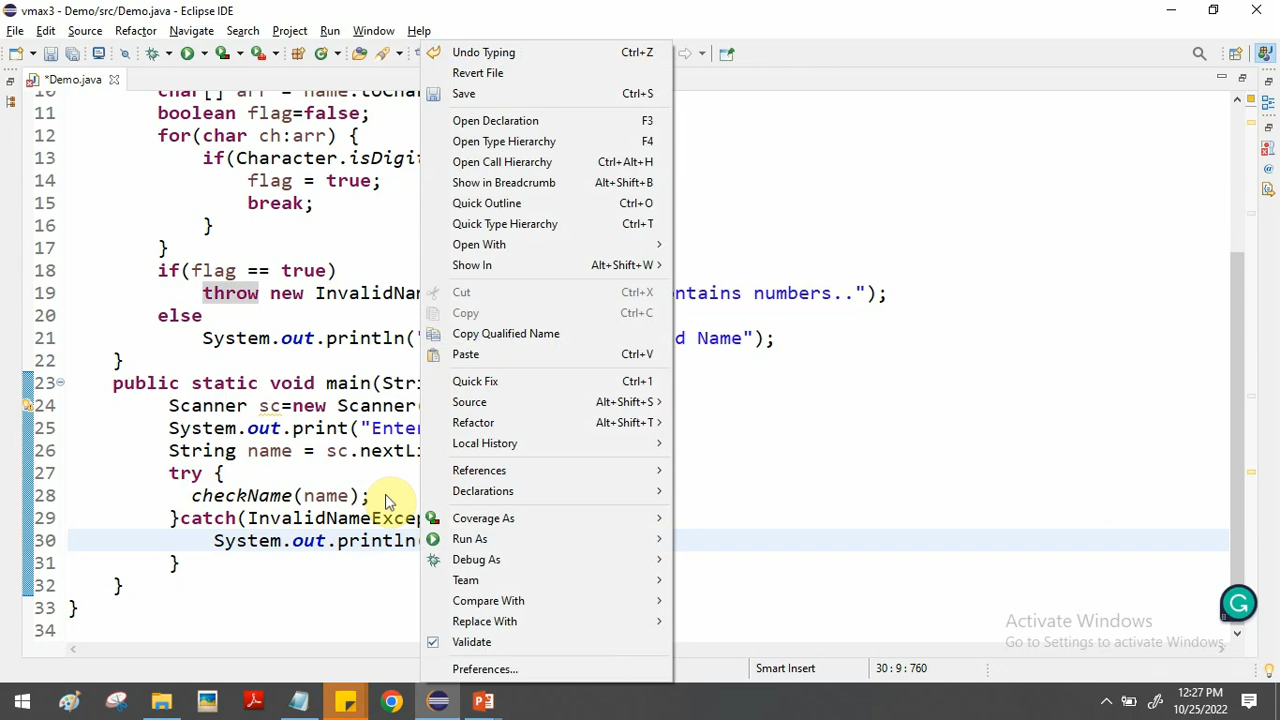 vmax3 - Demo/src/Demo.java - Eclipse IDE
File Edit Source Refactor Navigate Search Project Run Window Help
*Demo.java
10 char[] arr = name.toChar
11 boolean flag=false;
12 for(char ch:arr) {
13 if(Character.isDigit
14 flag = true;
15 break;
16 }
17 }
18 if(flag == true)
19 throw new InvalidNam ntains numbers..");
20 else
21 System.out.println(" d Name");
22 }
23 public static void main(Stri
24 Scanner sc=new Scanner(
25 System.out.print("Enter
26 String name = sc.nextLi
27 try {
28 checkName(name);
29 }catch(InvalidNameExcep
30 System.out.println(
31 }
32 }
33 }
34
Undo Typing Ctrl+Z
Revert File
Save Ctrl+S
Open Declaration F3
Open Type Hierarchy F4
Open Call Hierarchy Ctrl+Alt+H
Show in Breadcrumb Alt+Shift+B
Quick Outline Ctrl+O
Quick Type Hierarchy Ctrl+T
Open With
Show In Alt+Shift+W
Cut Ctrl+X
Copy Ctrl+C
Copy Qualified Name
Paste Ctrl+V
Quick Fix Ctrl+1
Source Alt+Shift+S
Refactor Alt+Shift+T
Local History
References
Declarations
Coverage As
Run As
Debug As
Team
Compare With
Replace With
Validate
Preferences...
Activate Windows
Go to Settings to activate Windows.
Smart Insert 30 : 9 : 760
12:27 PM
10/25/2022